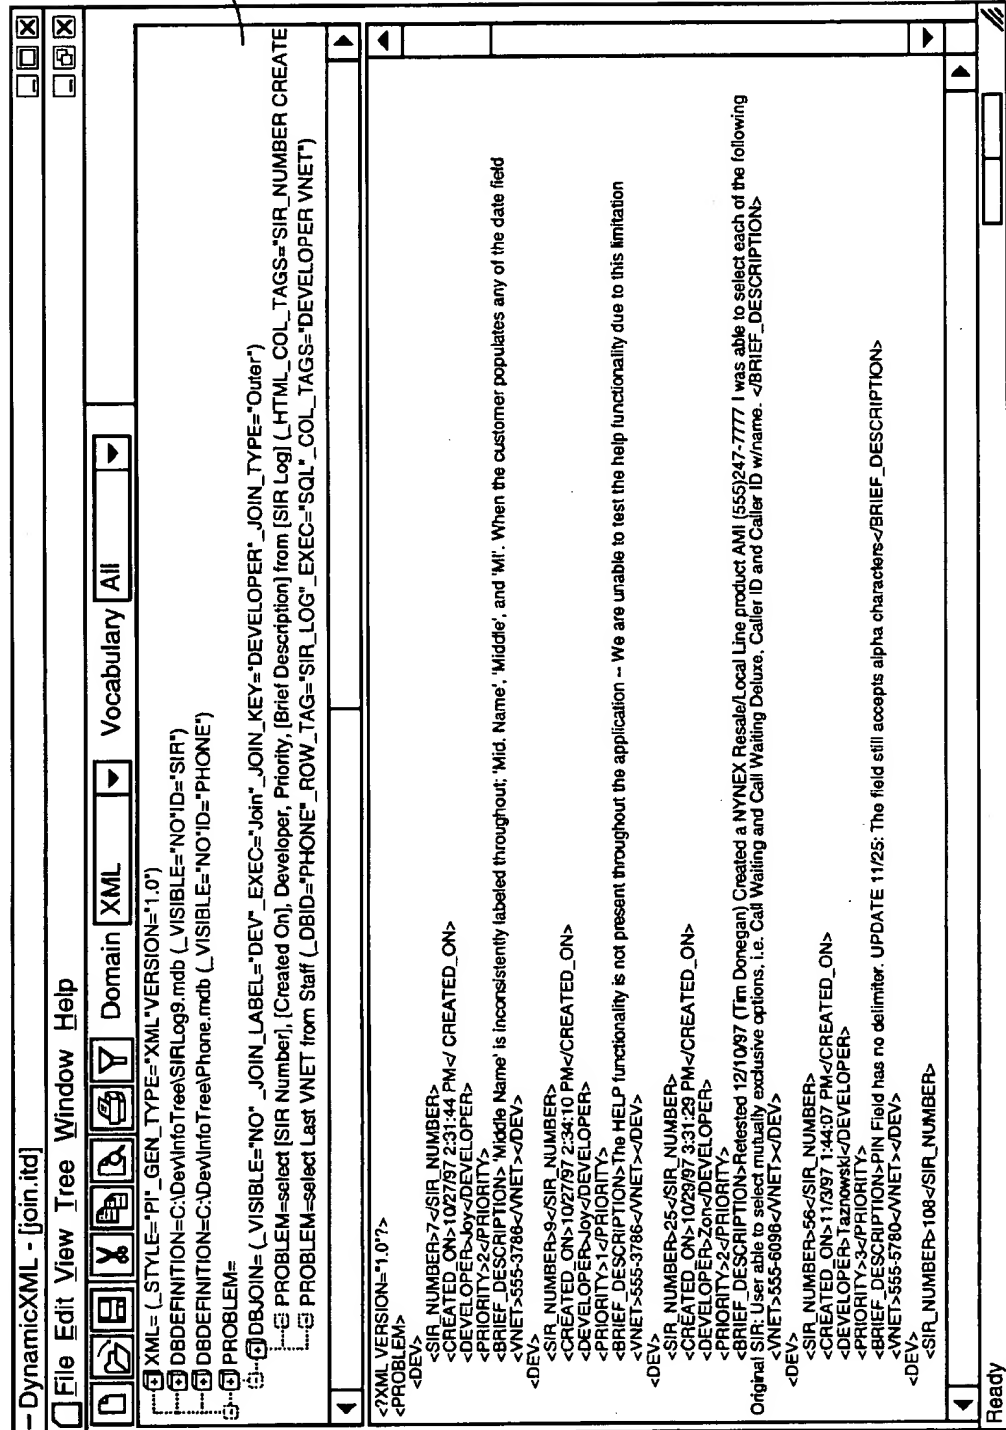 DynamicXML - [join.itd]
File Edit View Tree Window Help
Domain XML Vocabulary All
XML= (_STYLE="PI"_GEN_TYPE="XML"VERSION="1.0")
DBDEFINITION=C:\Dev\InfoTree\SIRLog9.mdb (_VISIBLE="NO"ID="SIR")
DBDEFINITION=C:\Dev\InfoTree\Phone.mdb (_VISIBLE="NO"ID="PHONE")
PROBLEM=
DBJOIN= (_VISIBLE="NO" _JOIN_LABEL="DEV"_EXEC="Join"_JOIN_KEY="DEVELOPER"_JOIN_TYPE="Outer")
PROBLEM=select [SIR Number], [Created On], Developer, Priority, [Brief Description] from [SIR Log] (_HTML_COL_TAGS="SIR_NUMBER CREATE
PROBLEM=select Last VNET from Staff (_DBID="PHONE"_ROW_TAG="SIR_LOG"_EXEC="SQL"_COL_TAGS="DEVELOPER VNET")
<?XML VERSION="1.0"?>
<PROBLEM>
<DEV>
<SIR_NUMBER>7</SIR_NUMBER>
<CREATED_ON>10/27/97 2:31:44 PM</ CREATED_ON>
<DEVELOPER>Joy</DEVELOPER>
<PRIORITY>2</PRIORITY>
<BRIEF_DESCRIPTION> 'Middle Name' is inconsistently labeled throughout; 'Mid. Name', 'Middle', and 'MI'. When the customer populates any of the date field
<VNET>555-3786</VNET></DEV>
<DEV>
<SIR_NUMBER>9</SIR_NUMBER>
<CREATED_ON>10/27/97 2:34:10 PM</CREATED_ON>
<DEVELOPER>Joy</DEVELOPER>
<PRIORITY>1</PRIORITY>
<BRIEF_DESCRIPTION>The HELP functionality is not present throughout the application -- We are unable to test the help functionality due to this limitation
<VNET>555-3786</VNET></DEV>
<DEV>
<SIR_NUMBER>25</SIR_NUMBER>
<CREATED_ON>10/29/97 3:31:29 PM</CREATED_ON>
<DEVELOPER>Zon</DEVELOPER>
<PRIORITY>2</PRIORITY>
<BRIEF_DESCRIPTION>Retested 12/10/97 (Tim Donegan) Created a NYNEX Resale/Local Line product AMI (555)247-7777 I was able to select each of the following
Original SIR: User able to select mutually exclusive options, i.e. Call Waiting and Call Waiting Deluxe, Caller ID and Caller ID w/name. </BRIEF_DESCRIPTION>
<VNET>555-6096</VNET></DEV>
<DEV>
<SIR_NUMBER>56</SIR_NUMBER>
<CREATED_ON>11/3/97 1:44:07 PM</CREATED_ON>
<DEVELOPER>Taznowski</DEVELOPER>
<PRIORITY>3</PRIORITY>
<BRIEF_DESCRIPTION>PIN Field has no delimiter. UPDATE 11/25: The field still accepts alpha characters</BRIEF_DESCRIPTION>
<VNET>555-5780</VNET></DEV>
<DEV>
<SIR_NUMBER>108</SIR_NUMBER>
Ready